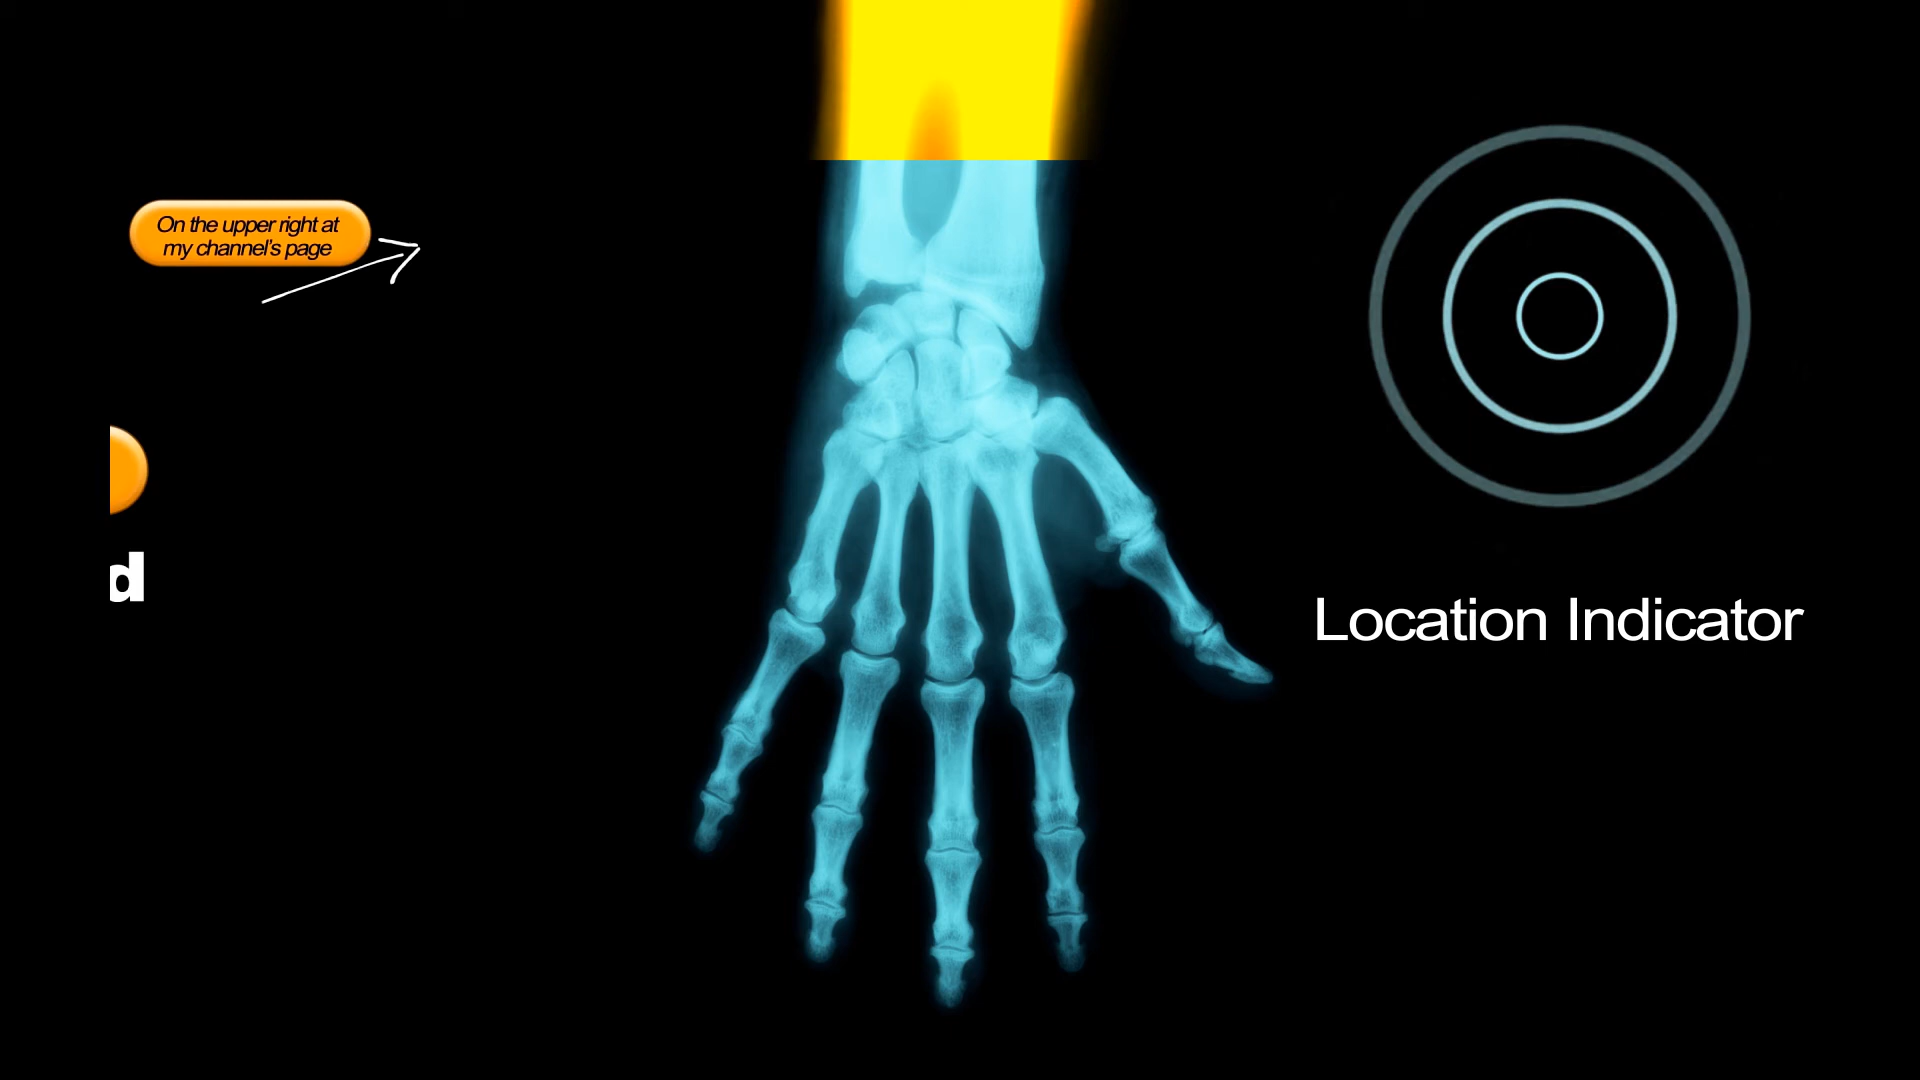 On the upper right at
my channel's page
d
Location Indicator